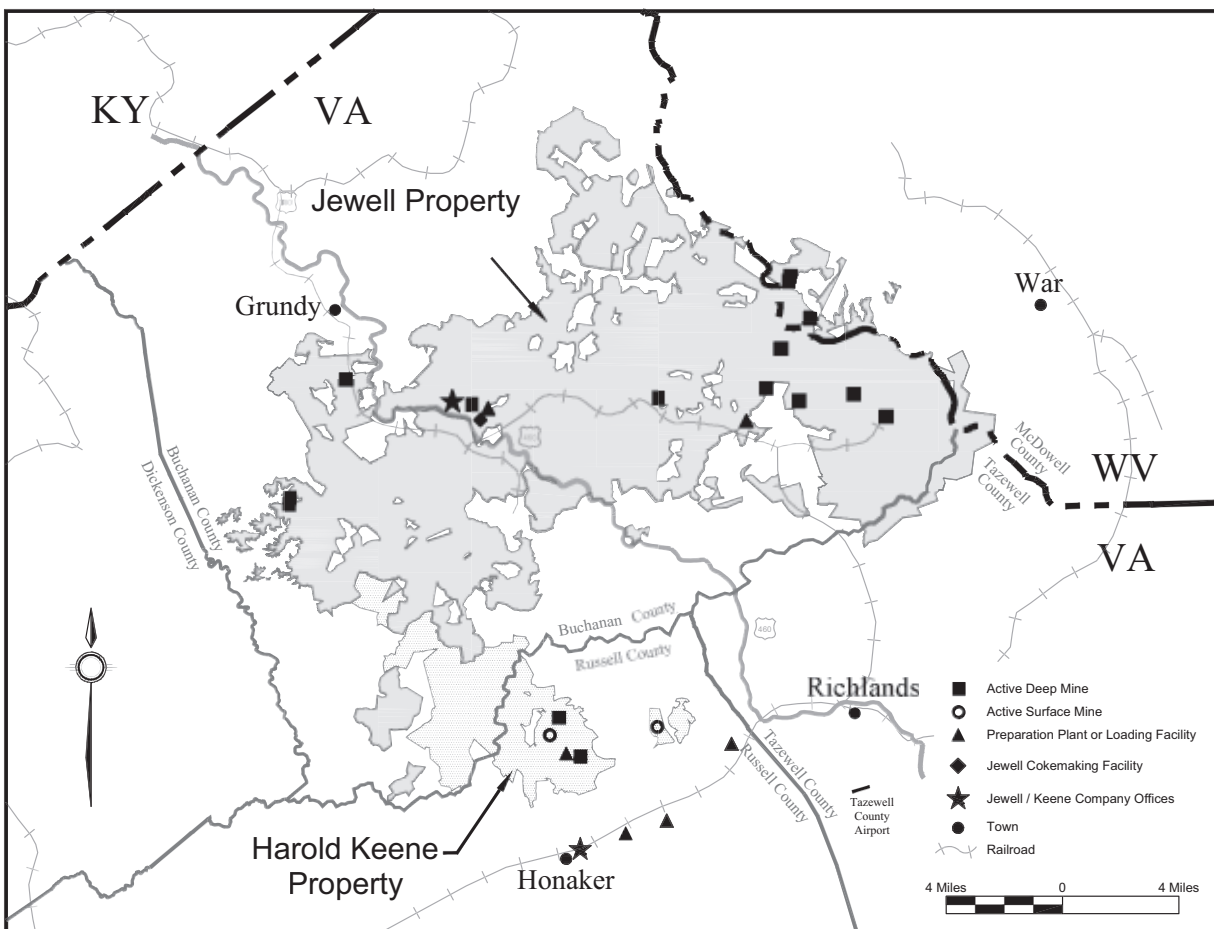 KY
VA
Jewell Property
Grundy
War
Buchanan County
Dickenson County
McDowell
County
Tazewell
County
WV
VA
Buchanan County
Russell County
460
Richlands
Tazewell County
Russell County
Harold Keene
Property
Honaker
Tazewell
County
Airport
Active Deep Mine
Active Surface Mine
Preparation Plant or Loading Facility
Jewell Cokemaking Facility
Jewell / Keene Company Offices
Town
Railroad
4 Miles
0
4 Miles